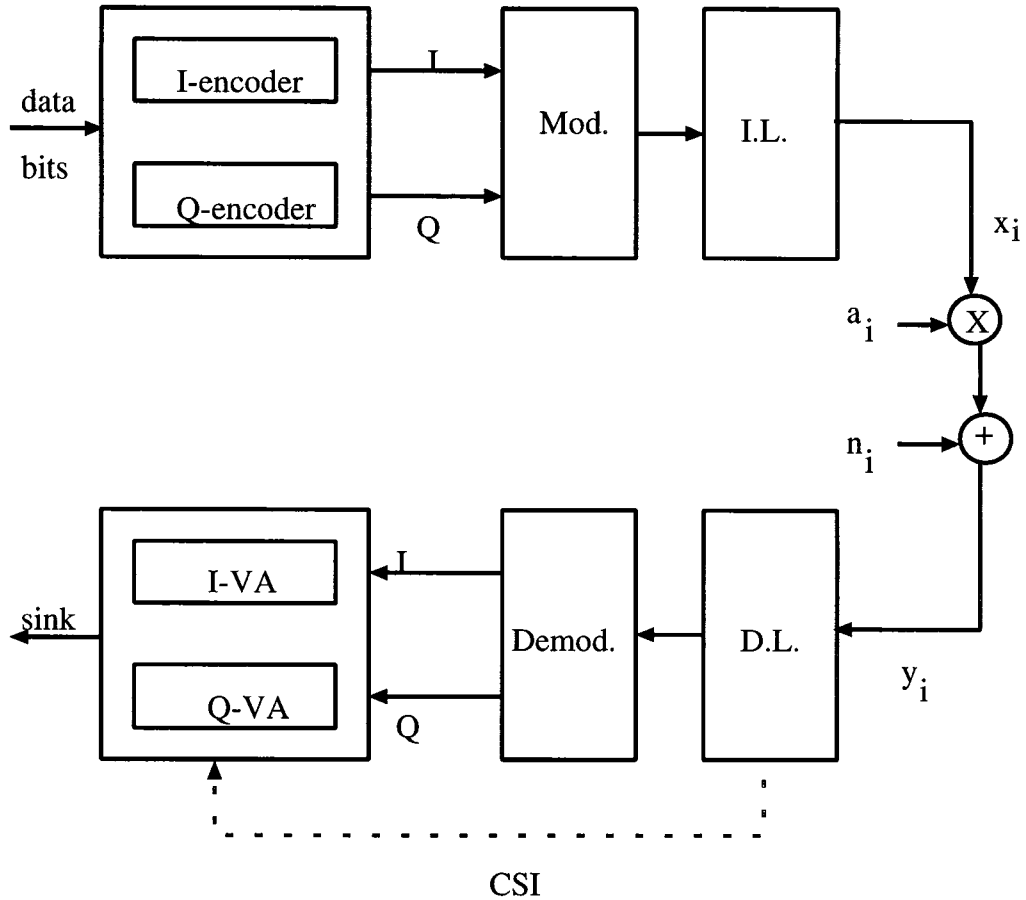 data
bits
I-encoder
Q-encoder
I
Q
Mod.
I.L.
x_i
a_i
X
n_i
+
y_i
D.L.
Demod.
I
Q
I-VA
Q-VA
sink
CSI